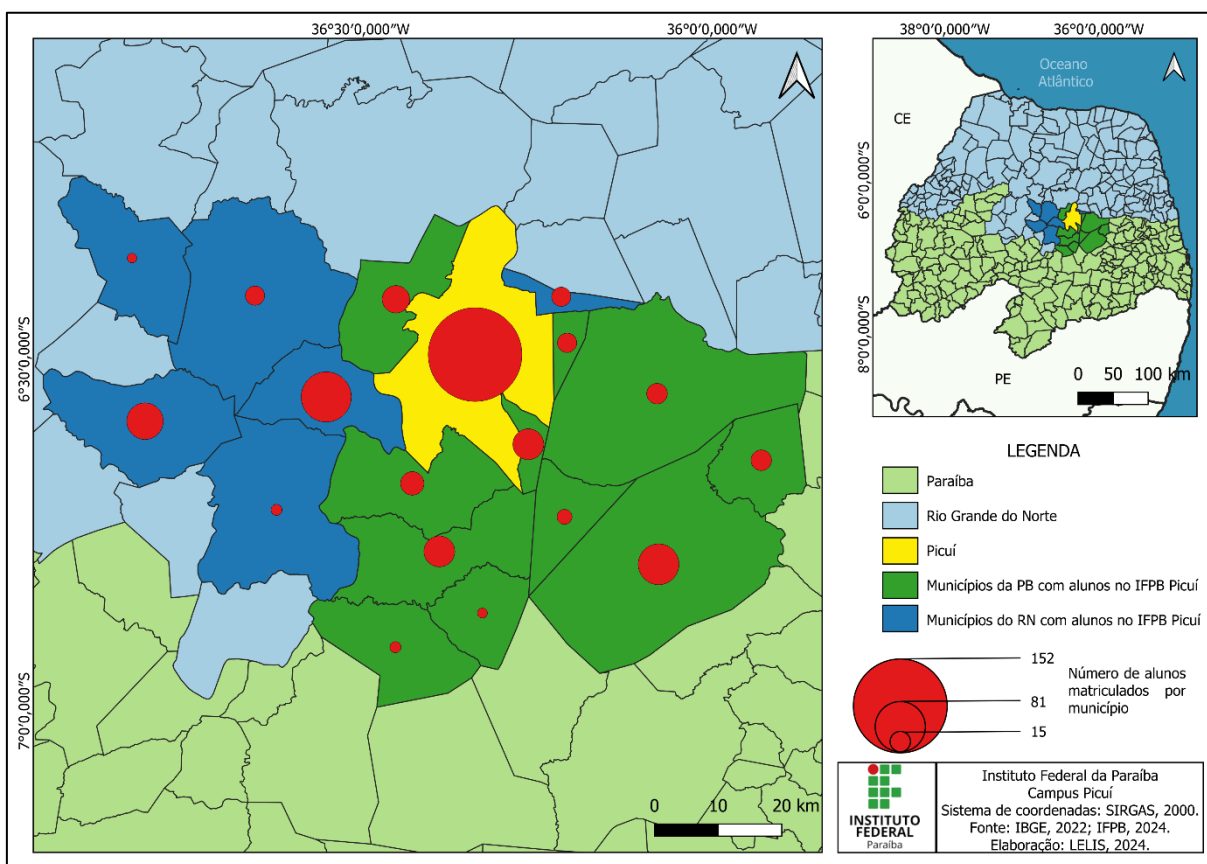 36°30'0,000"W
36°0'0,000"W
6°30'0,000"S
7°0'0,000"S
0
10
20 km
38°0'0,000"W
36°0'0,000"W
6°0'0,000"S
8°0'0,000"S
Oceano
Atlântico
CE
PE
0
50
100 km
LEGENDA
Paraíba
Rio Grande do Norte
Picuí
Municípios da PB com alunos no IFPB Picuí
Municípios do RN com alunos no IFPB Picuí
152
81
15
Número de alunos
matriculados por
município
INSTITUTO
FEDERAL
Paraíba
Instituto Federal da Paraíba
Campus Picuí
Sistema de coordenadas: SIRGAS, 2000.
Fonte: IBGE, 2022; IFPB, 2024.
Elaboração: LELIS, 2024.